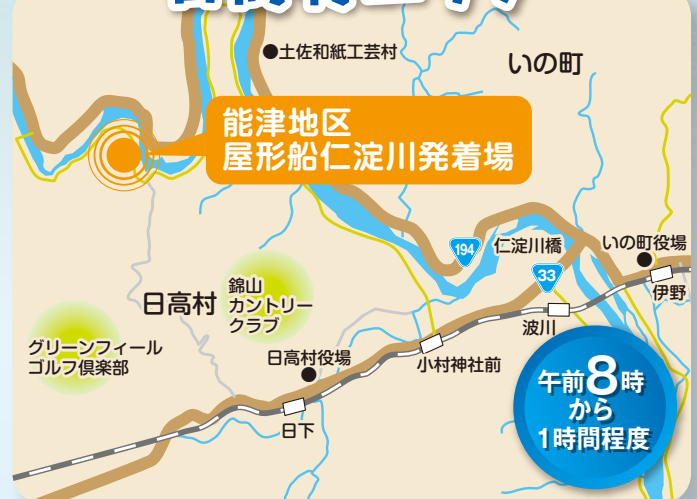 土佐和紙工芸村
いの町
能津地区
屋形船仁淀川発着場
194
仁淀川橋
いの町役場
33
伊野
錦山
カントリー
クラブ
日高村
波川
グリーンフィール
ゴルフ倶楽部
日高村役場
小村神社前
日下
午前8時
から
1時間程度